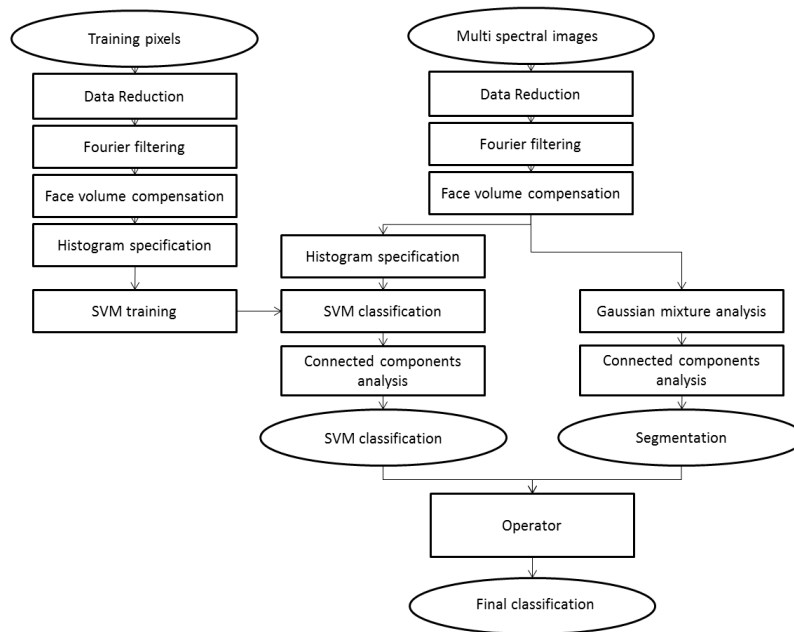 Training pixels
Data Reduction
Fourier filtering
Face volume compensation
Histogram specification
SVM training
Multi spectral images
Data Reduction
Fourier filtering
Face volume compensation
Histogram specification
SVM classification
Connected components
analysis
SVM classification
Gaussian mixture analysis
Connected components
analysis
Segmentation
Operator
Final classification